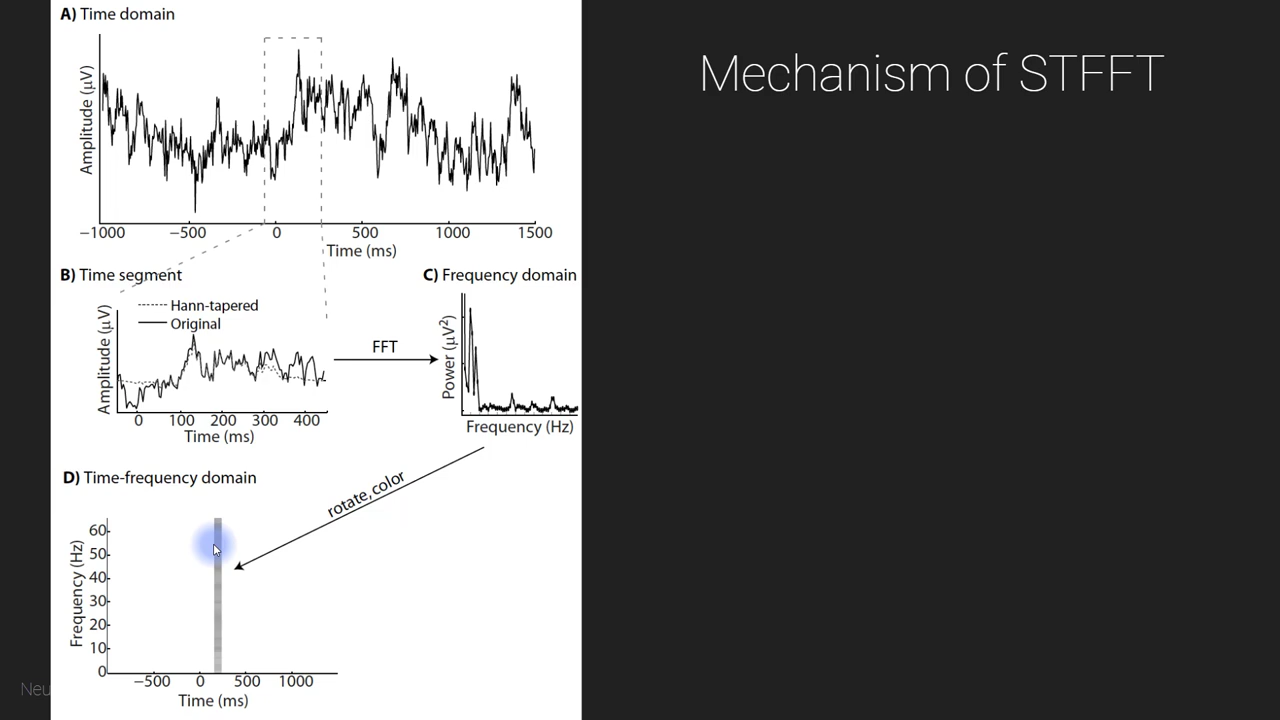 A) Time domain
Mechanism of STFFT
Amplitude (μV)
−1000 −500 0 500 1000 1500
Time (ms)
B) Time segment
C) Frequency domain
Hann-tapered
Original
Amplitude (μV)
0 100 200 300 400
Time (ms)
FFT
Power (μV²)
Frequency (Hz)
rotate, color
D) Time-frequency domain
Frequency (Hz)
60
50
40
30
20
10
0
−500 0 500 1000
Time (ms)
Neu